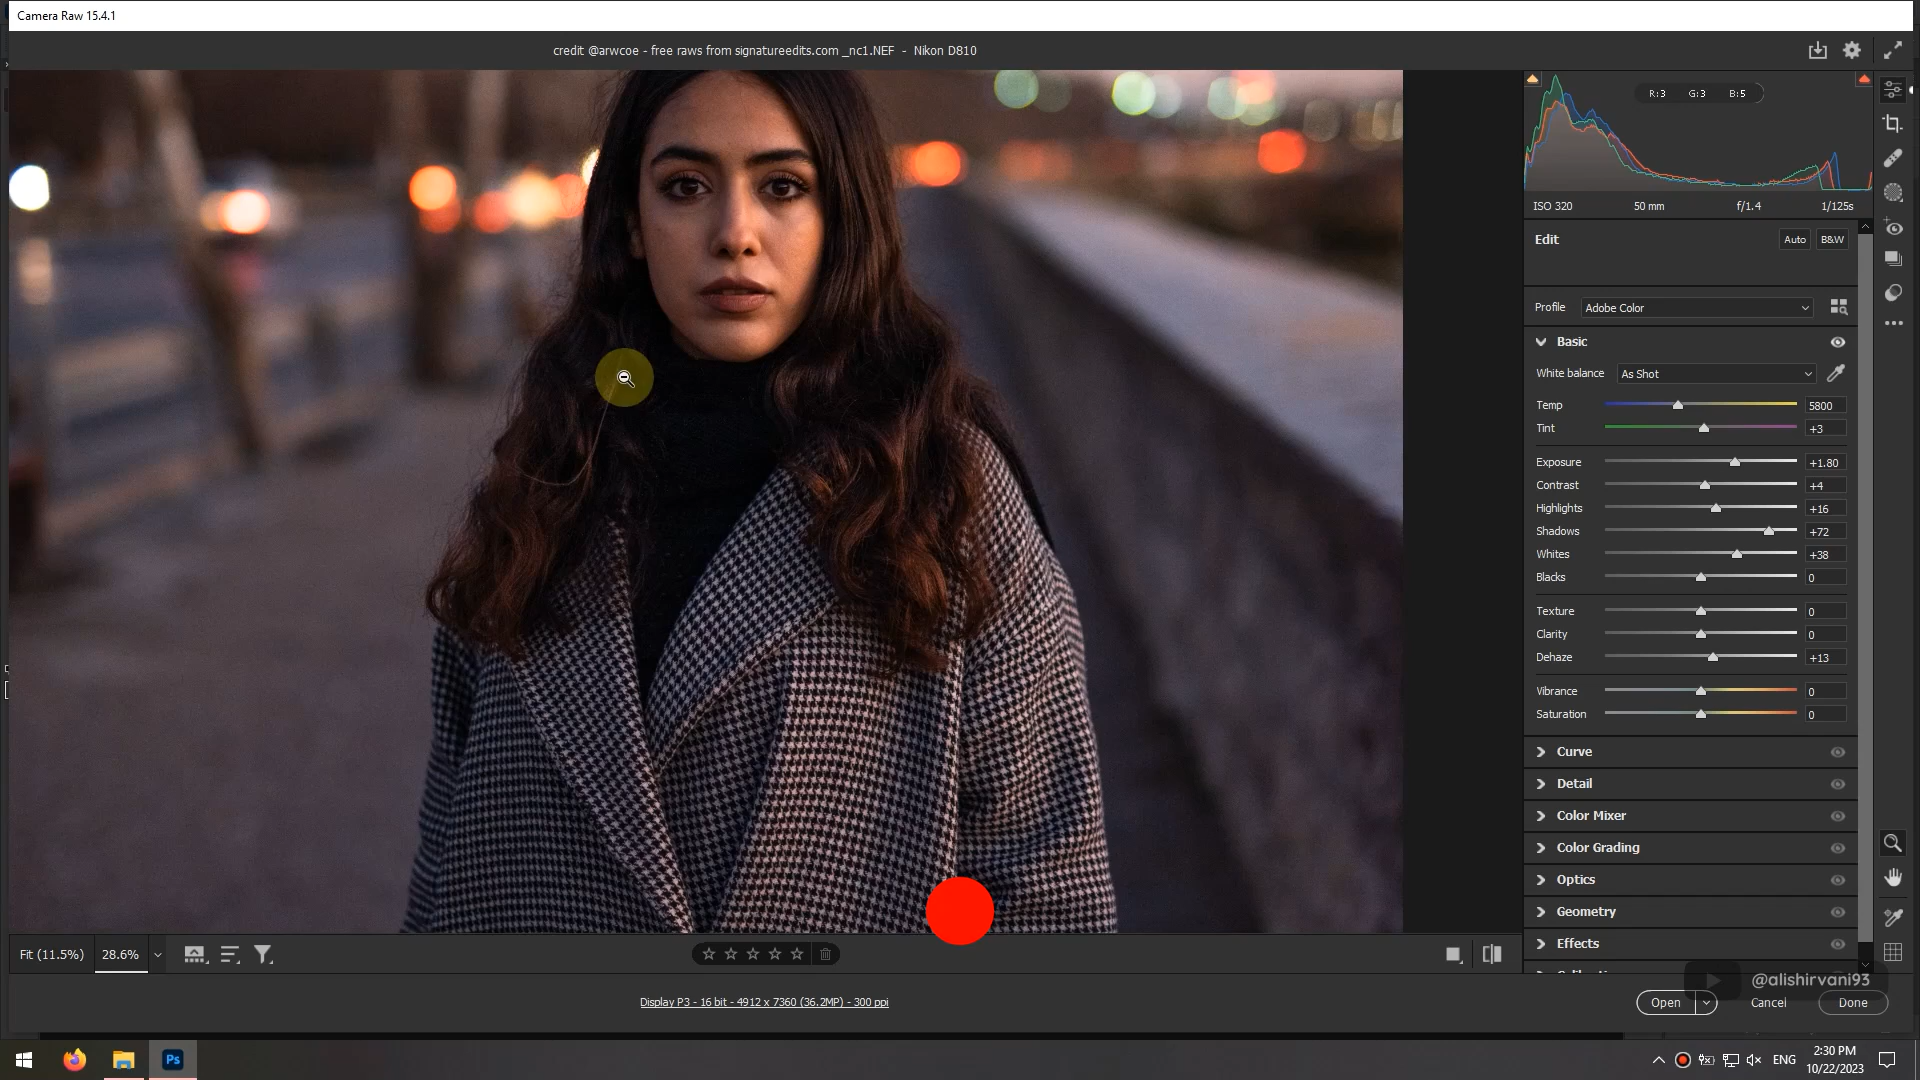 Camera Raw 15.4.1
credit @arwcoe - free raws from signatureedits.com _nc1.NEF - Nikon D810
R:3 G:3 B:5
ISO 320 50 mm f/1.4 1/125s
Edit Auto B&W
Profile Adobe Color
Basic
White balance As Shot
Temp 5800
Tint +3
Exposure +1.80
Contrast +4
Highlights +16
Shadows +72
Whites +38
Blacks 0
Texture 0
Clarity 0
Dehaze +13
Vibrance 0
Saturation 0
Curve
Detail
Color Mixer
Color Grading
Optics
Geometry
Effects
Fit (11.5%) 28.6%
@alishirvani93
Display P3 - 16 bit - 4912 x 7360 (36.2MP) - 300 ppi
Open Cancel Done
Ps
ENG
2:30 PM
10/22/2023